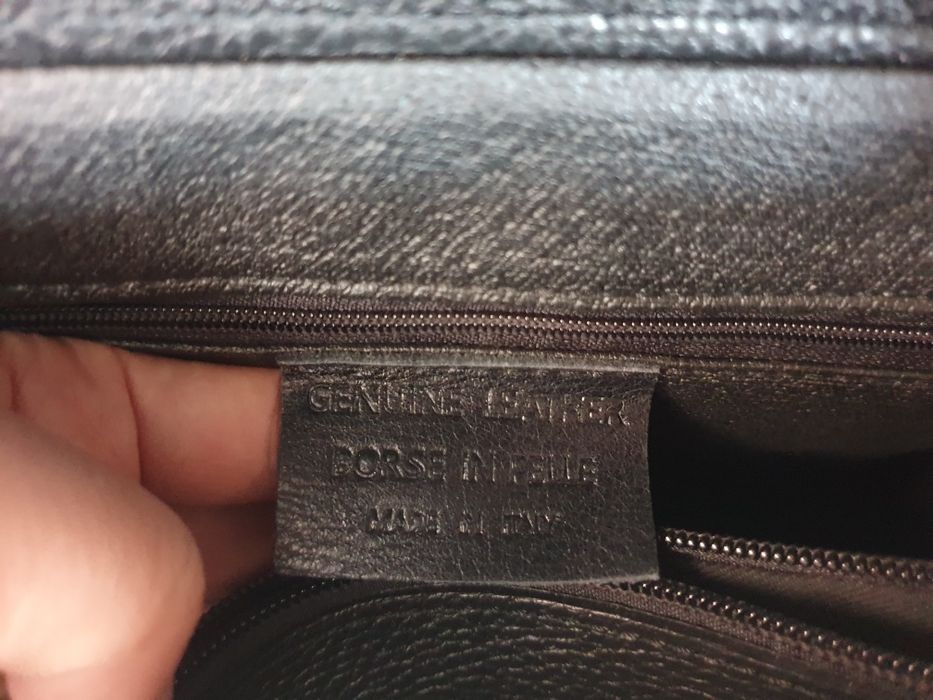 GENUINE LEATHER
BORSE IN PELLE
MADE IN ITALY